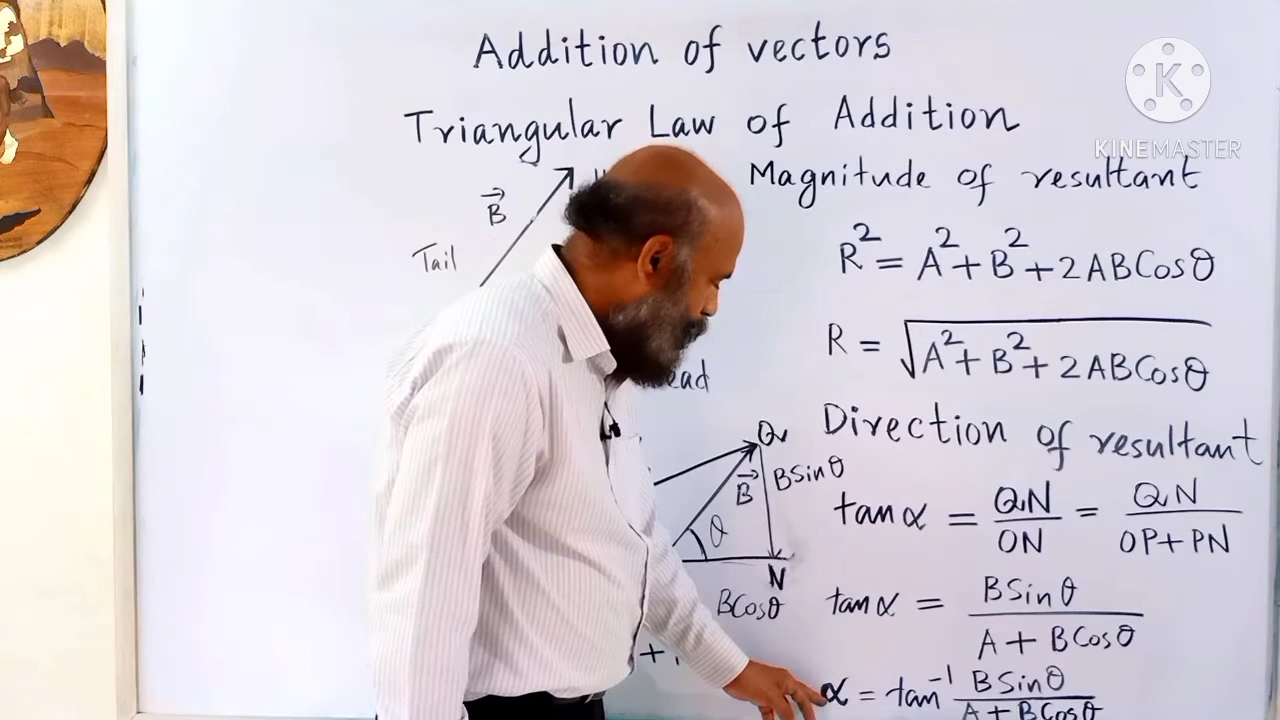 Addition of vectors
Triangular Law of Addition
K
KINEMASTER
Magnitude of resultant
B⃗
Tail
R² = A² + B² + 2ABCosθ
R = √(A² + B² + 2ABCosθ)
Direction of resultant
Q
B⃗
BSinθ
θ
N
BCosθ
tanα = QN/ON = QN/(OP+PN)
tanα = BSinθ/(A + BCosθ)
+
α = tan⁻¹ BSinθ/(A + BCosθ)